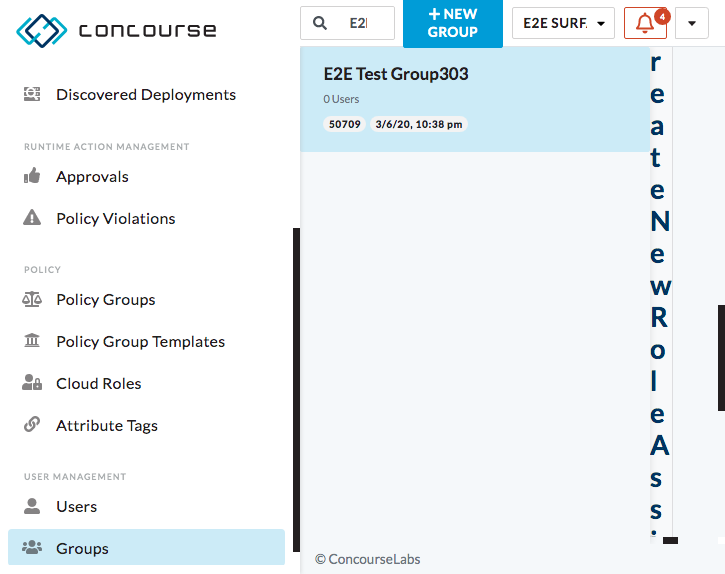 concourse
E2E
+ NEW GROUP
E2E SURF
4
Discovered Deployments
RUNTIME ACTION MANAGEMENT
Approvals
Policy Violations
POLICY
Policy Groups
Policy Group Templates
Cloud Roles
Attribute Tags
USER MANAGEMENT
Users
Groups
E2E Test Group303
0 Users
50709 3/6/20, 10:38 pm
r
e
a
t
e
N
e
w
R
o
l
e
A
s
s
i
© ConcourseLabs